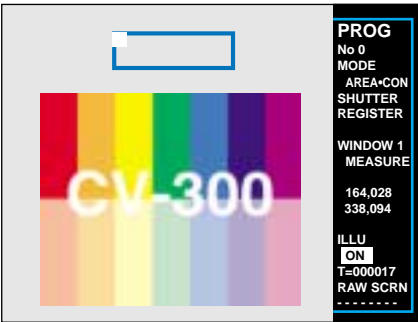 CV-300
PROG
No 0
MODE
AREA•CON
SHUTTER
REGISTER
WINDOW 1
MEASURE
164,028
338,094
ILLU
ON
T=000017
RAW SCRN
--------